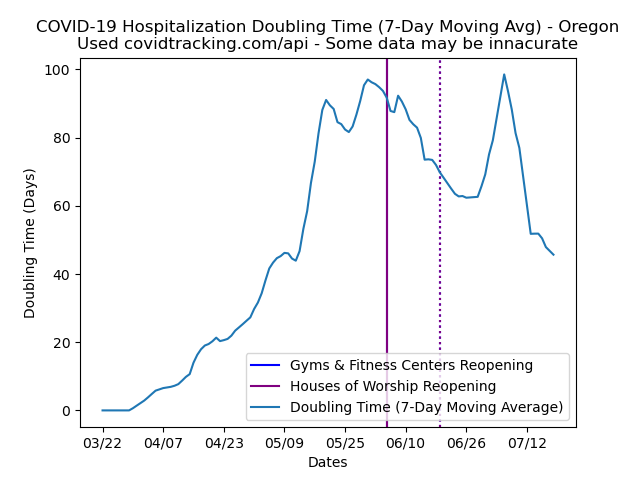 COVID-19 Hospitalization Doubling Time (7-Day Moving Avg) - Oregon
Used covidtracking.com/api - Some data may be innacurate
100
80
60
40
20
0
Doubling Time (Days)
Gyms & Fitness Centers Reopening
Houses of Worship Reopening
Doubling Time (7-Day Moving Average)
03/22 04/07 04/23 05/09 05/25 06/10 06/26 07/12
Dates